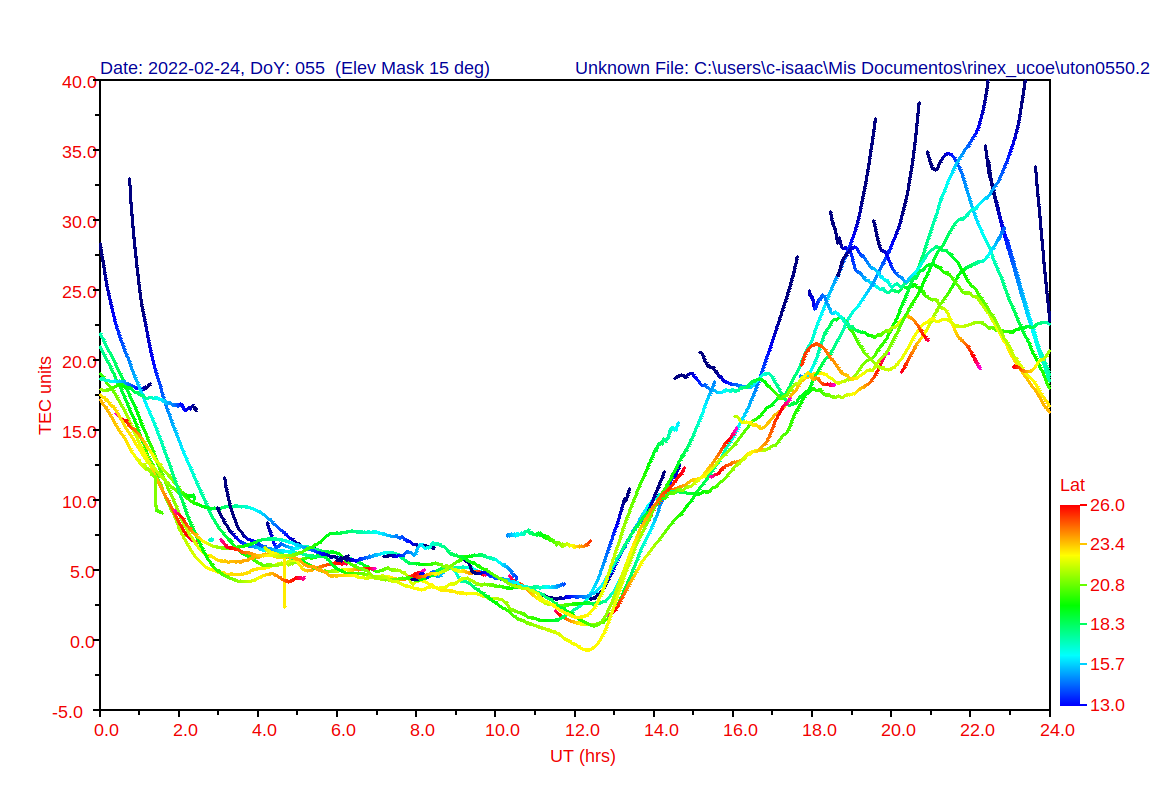 Date: 2022-02-24, DoY: 055  (Elev Mask 15 deg)
Unknown File: C:\users\c-isaac\Mis Documentos\rinex_ucoe\uton0550.2
40.0
35.0
30.0
25.0
20.0
15.0
10.0
5.0
0.0
-5.0
TEC units
0.0 2.0 4.0 6.0 8.0 10.0 12.0 14.0 16.0 18.0 20.0 22.0 24.0
UT (hrs)
Lat
26.0
23.4
20.8
18.3
15.7
13.0